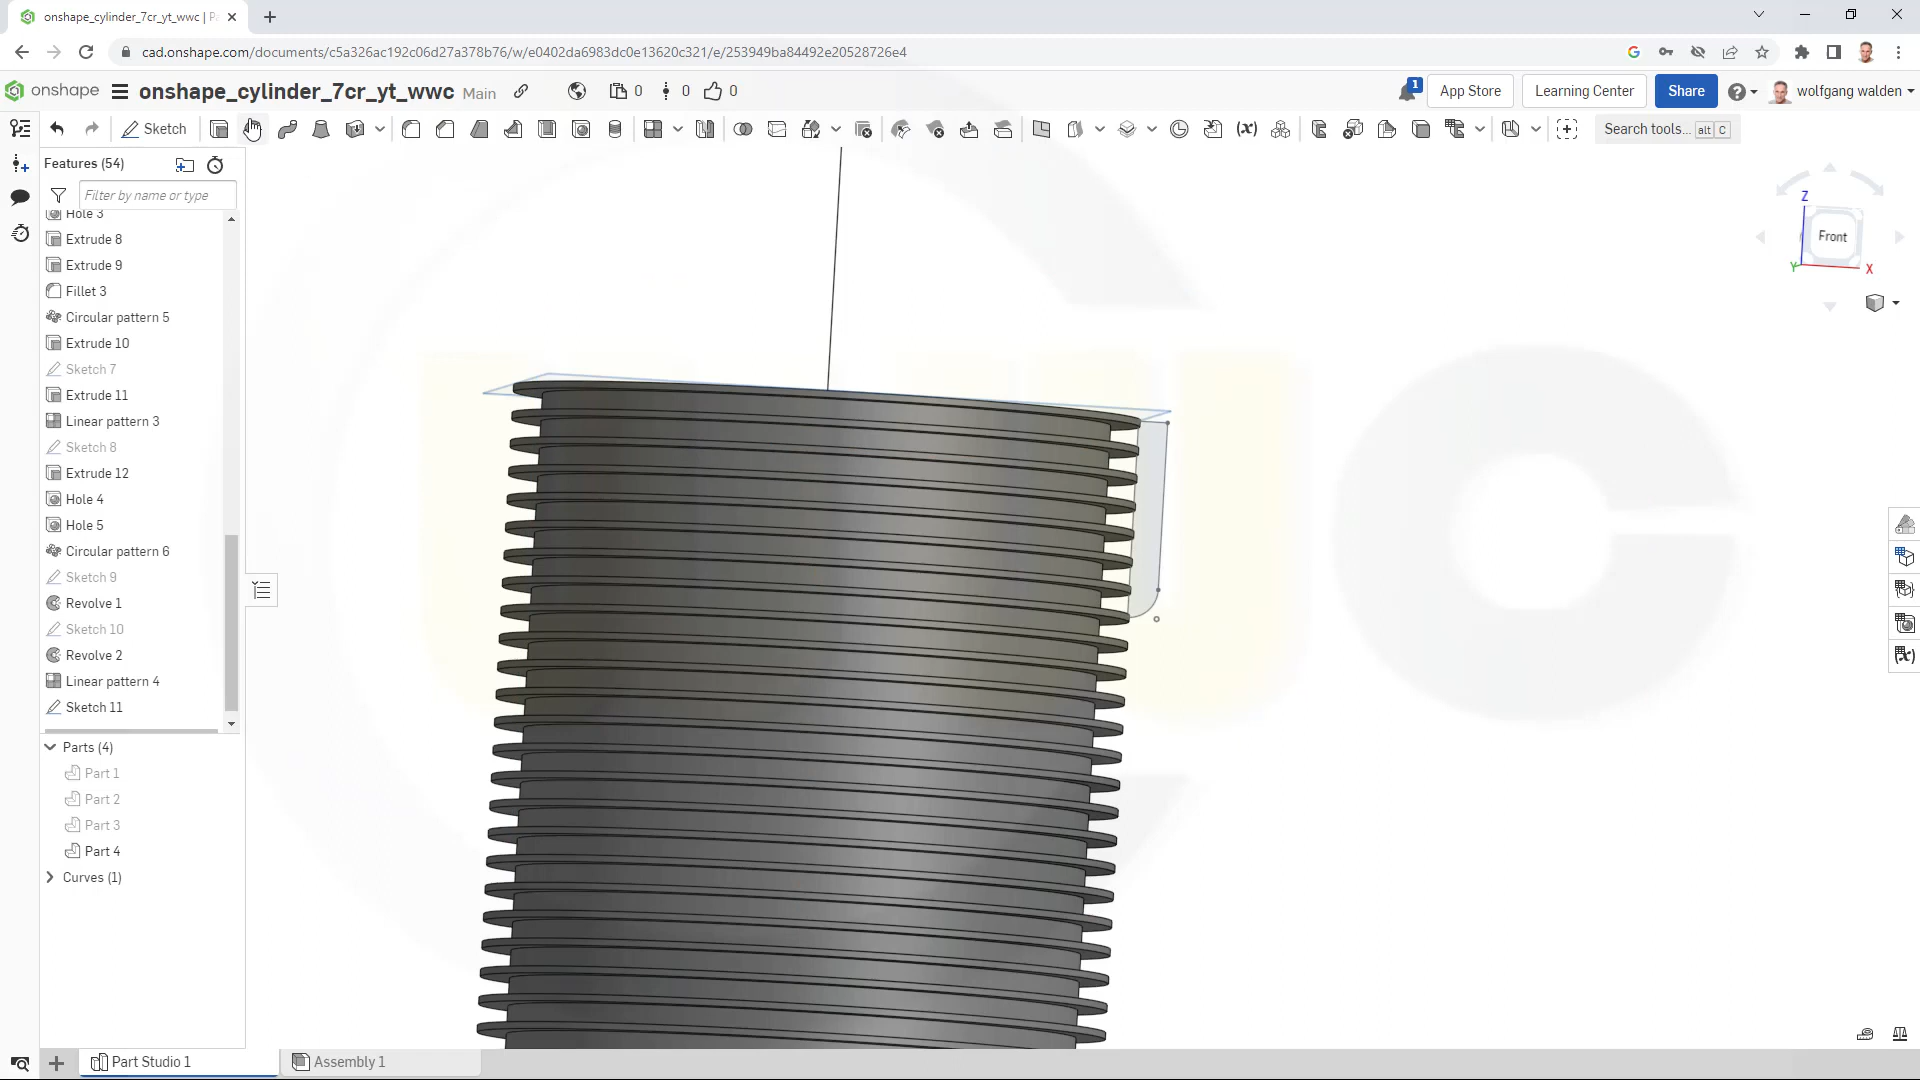 onshape_cylinder_7cr_yt_wwc | P
cad.onshape.com/documents/c5a326ac192c06d27a378b76/w/e0402da6983dc0e13620c321/e/253949ba84492e20528726e4
onshape
onshape_cylinder_7cr_yt_wwc Main
0 0 0
1
App Store
Learning Center
Share
wolfgang walden
Sketch
Search tools... alt C
Features (54)
Filter by name or type
Hole 3
Extrude 8
Extrude 9
Fillet 3
Circular pattern 5
Extrude 10
Sketch 7
Extrude 11
Linear pattern 3
Sketch 8
Extrude 12
Hole 4
Hole 5
Circular pattern 6
Sketch 9
Revolve 1
Sketch 10
Revolve 2
Linear pattern 4
Sketch 11
Parts (4)
Part 1
Part 2
Part 3
Part 4
Curves (1)
Z
Front
Y
X
Part Studio 1
Assembly 1